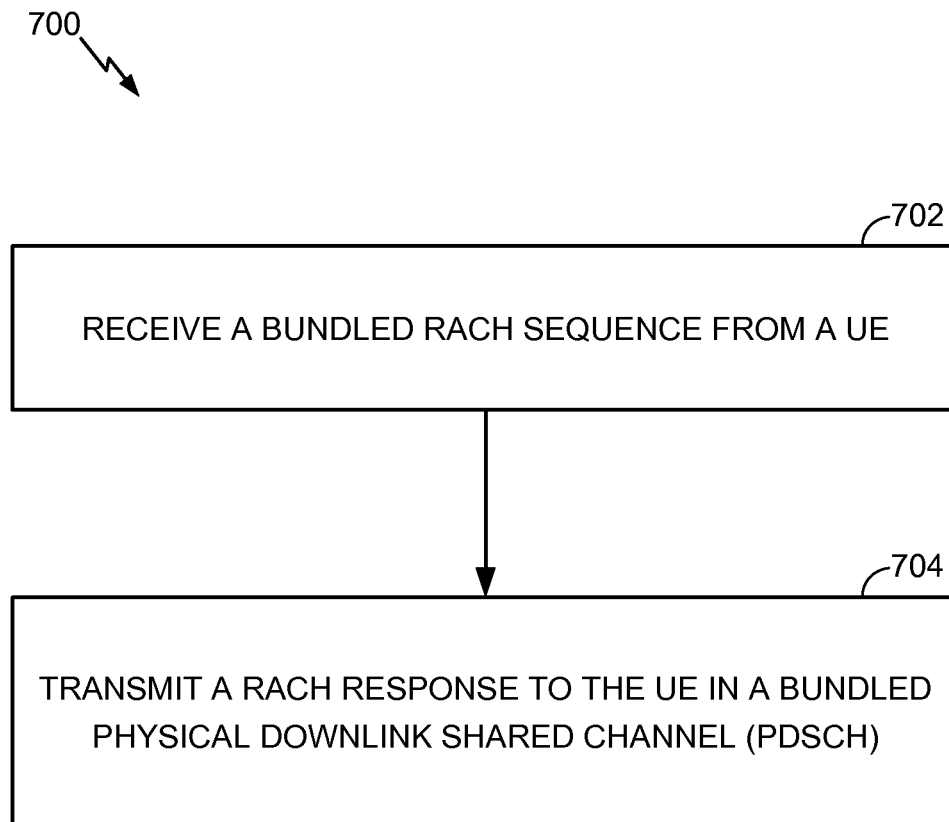 700
702
RECEIVE A BUNDLED RACH SEQUENCE FROM A UE
704
TRANSMIT A RACH RESPONSE TO THE UE IN A BUNDLED
PHYSICAL DOWNLINK SHARED CHANNEL (PDSCH)